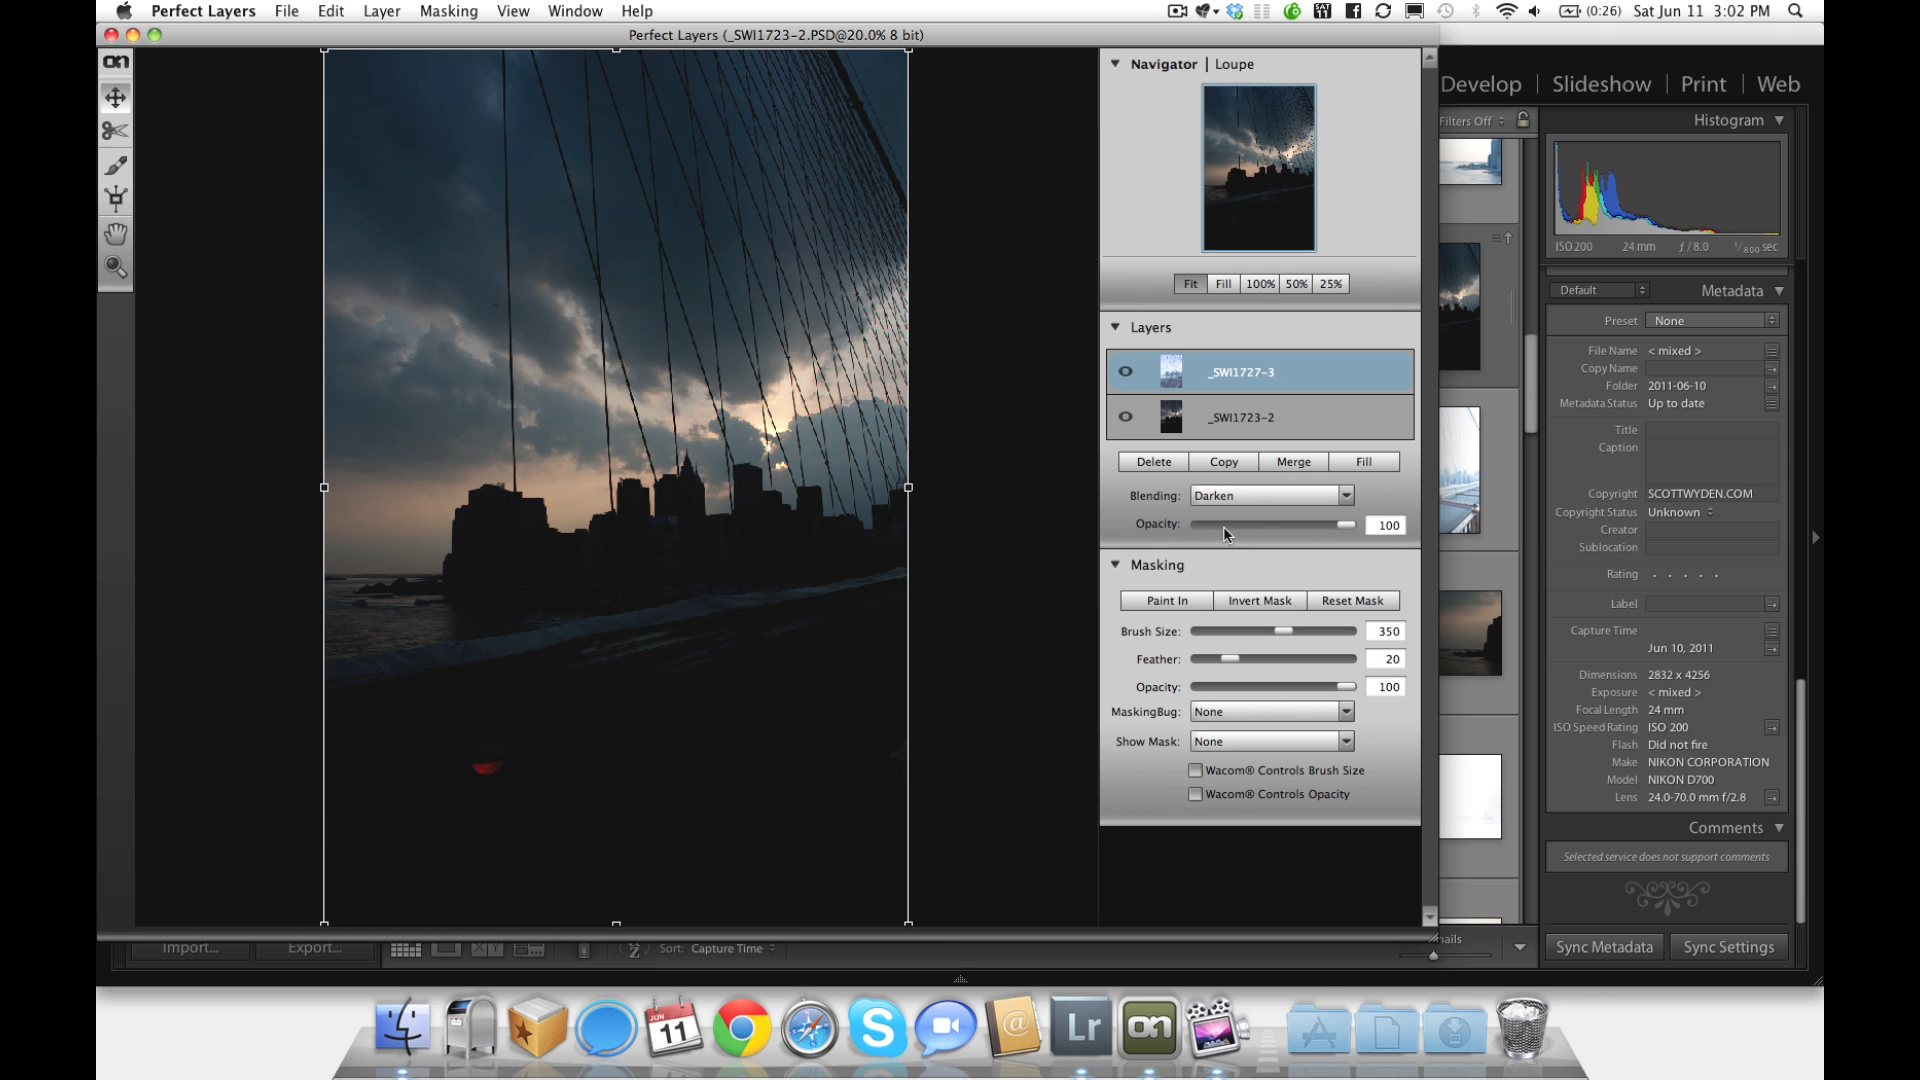 Perfect Layers File Edit Layer Masking View Window Help
(0:26) Sat Jun 11 3:02 PM
Perfect Layers (_SWI1723-2.PSD@20.0% 8 bit)
on
Navigator | Loupe
Fit Fill 100% 50% 25%
Layers
_SWI1727-3
_SWI1723-2
Delete Copy Merge Fill
Blending: Darken
Opacity: 100
Masking
Paint In Invert Mask Reset Mask
Brush Size: 350
Feather: 20
Opacity: 100
MaskingBug: None
Show Mask: None
Wacom® Controls Brush Size
Wacom® Controls Opacity
Develop | Slideshow | Print | Web
Filters Off
Histogram
ISO 200 24 mm f / 8.0 1/800 sec
Default Metadata
Preset None
File Name < mixed >
Copy Name
Folder 2011-06-10
Metadata Status Up to date
Title
Caption
Copyright SCOTTWYDEN.COM
Copyright Status Unknown
Creator
Sublocation
Rating
Label
Capture Time
Jun 10, 2011
Dimensions 2832 x 4256
Exposure < mixed >
Focal Length 24 mm
ISO Speed Rating ISO 200
Flash Did not fire
Make NIKON CORPORATION
Model NIKON D700
Lens 24.0-70.0 mm f/2.8
Comments
Selected service does not support comments
Import... Export... Sort: Capture Time
nails
Sync Metadata Sync Settings
JUN
11
S
@
Lr
on